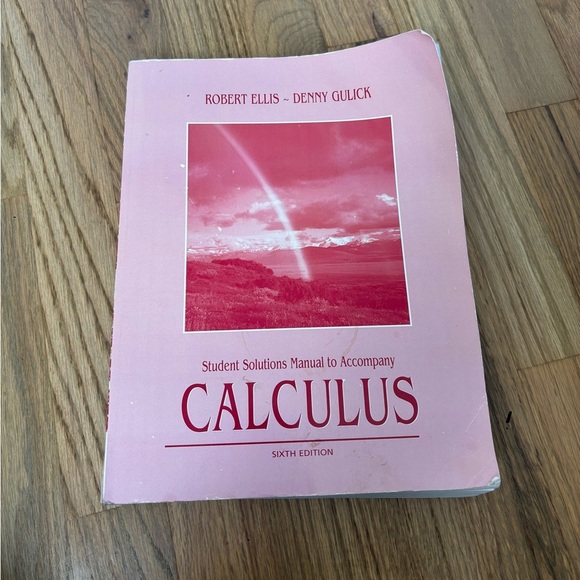 ROBERT ELLIS ~ DENNY GULICK
Student Solutions Manual to Accompany
CALCULUS
SIXTH EDITION